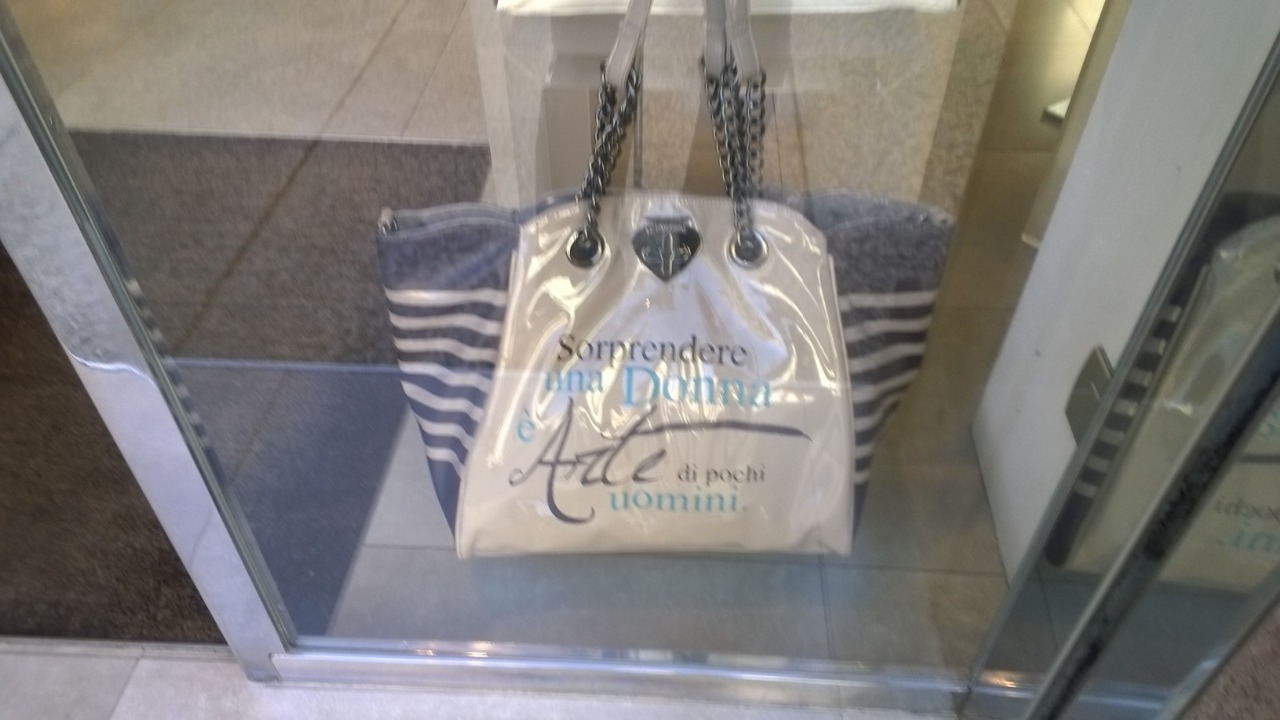 Sorprendere
una Donna
è Arte di pochi
uomini.